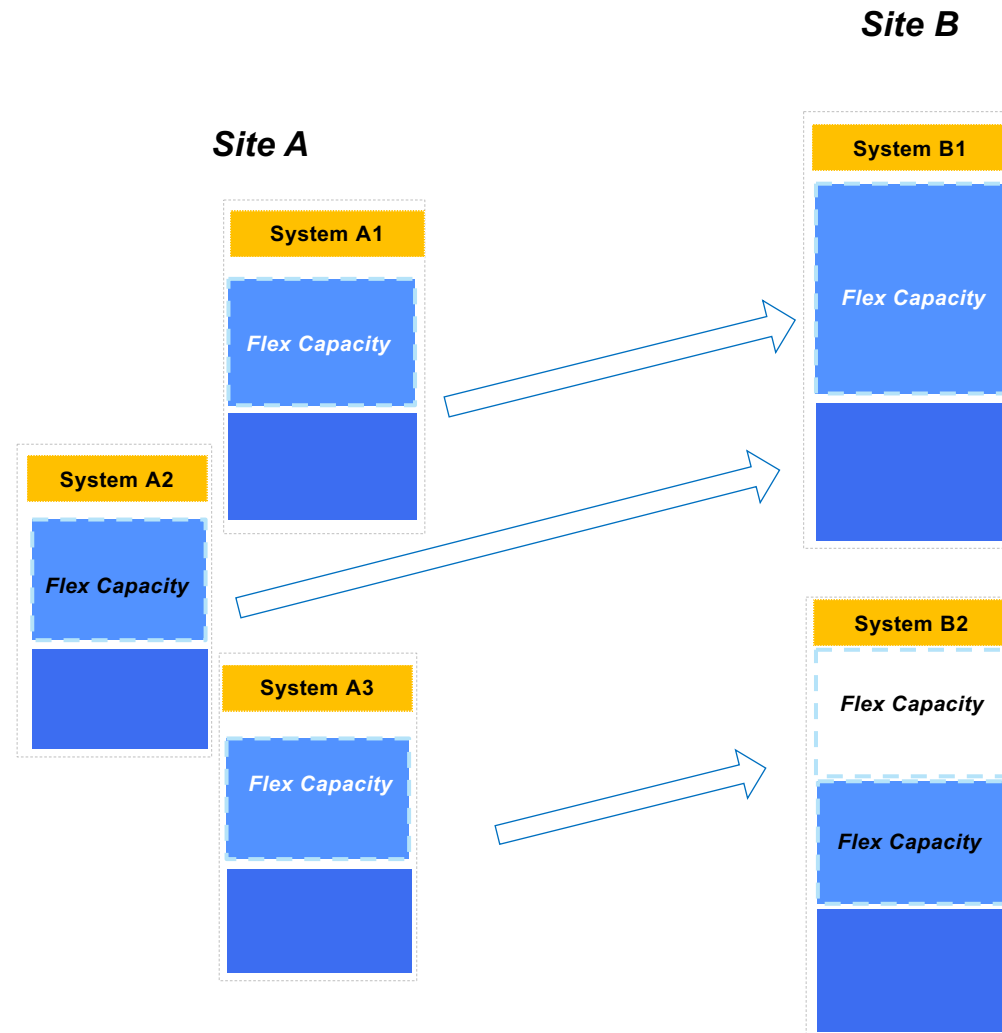 Site B
Site A
System B1
System A1
Flex Capacity
Flex Capacity
System A2
Flex Capacity
System B2
System A3
Flex Capacity
Flex Capacity
Flex Capacity